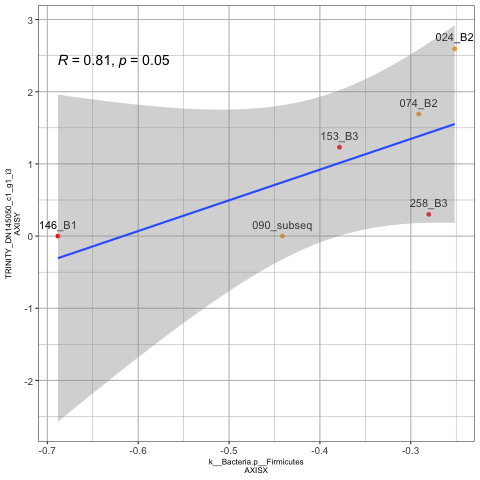 R = 0.81, p = 0.05
024_B2
074_B2
153_B3
258_B3
146_B1
090_subseq
3
2
1
0
-1
-2
TRINITY_DN145050_c1_g1_i3
AXISY
-0.7
-0.6
-0.5
-0.4
-0.3
k__Bacteria.p__Firmicutes
AXISX